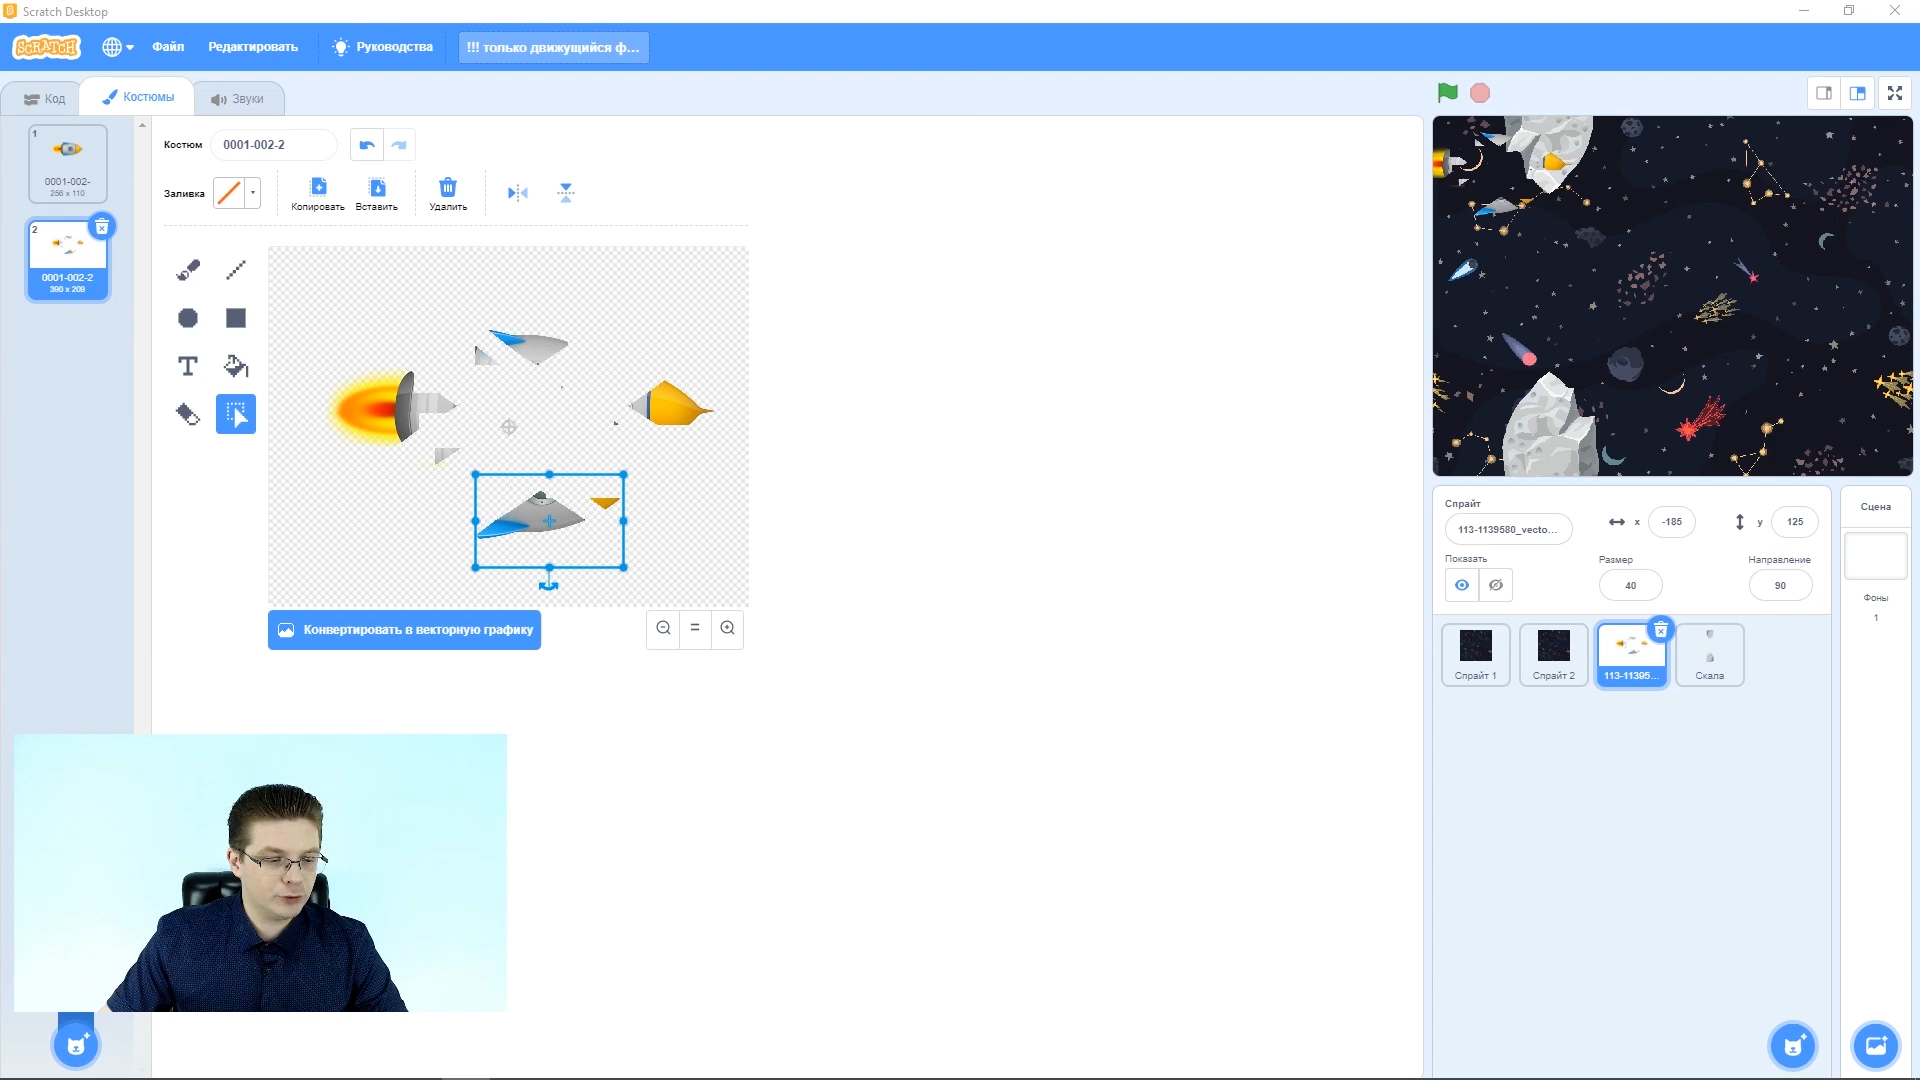 Scratch Desktop
SCRATCH
Файл
Редактировать
Руководства
!!! только движущийся ф...
Код
Костюмы
Звуки
1
0001-002-
256 x 110
2
0001-002-2
390 x 209
Костюм
0001-002-2
Заливка
Копировать
Вставить
Удалить
T
Конвертировать в векторную графику
Спрайт
113-1139580_vecto...
x
-185
y
125
Показать
Размер
40
Направление
90
Спрайт 1
Спрайт 2
113-11395...
Скала
Сцена
Фоны
1